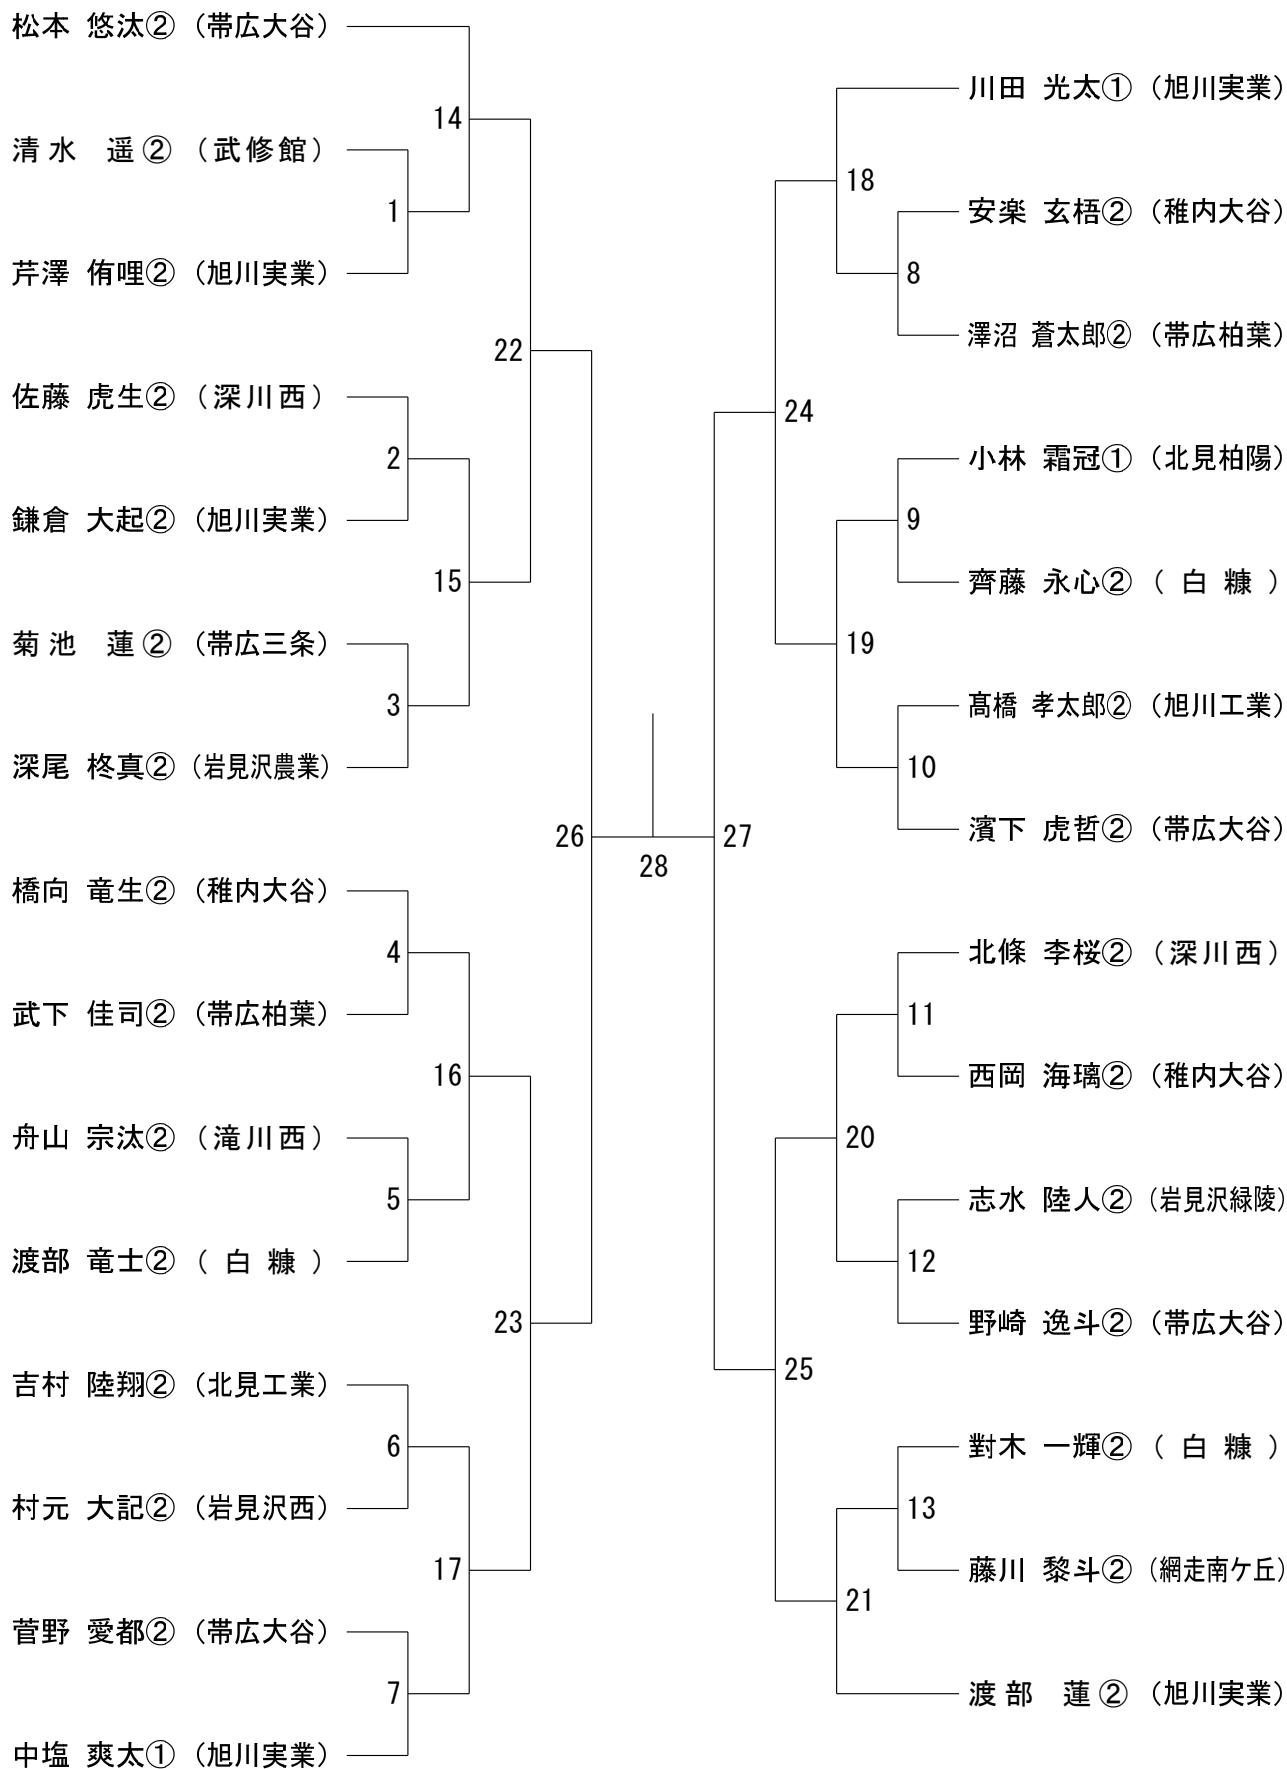 松本 悠汰② (帯広大谷)
清水 遥② (武修館)
芹澤 侑哩② (旭川実業)
佐藤 虎生② (深川西)
鎌倉 大起② (旭川実業)
菊池 蓮② (帯広三条)
深尾 柊真② (岩見沢農業)
橋向 竜生② (稚内大谷)
武下 佳司② (帯広柏葉)
舟山 宗汰② (滝川西)
渡部 竜士② (白糠)
吉村 陸翔② (北見工業)
村元 大記② (岩見沢西)
菅野 愛都② (帯広大谷)
中塩 爽太① (旭川実業)
1
2
3
4
5
6
7
14
15
16
17
22
23
26
28
27
24
25
18
19
20
21
8
9
10
11
12
13
川田 光太① (旭川実業)
安楽 玄梧② (稚内大谷)
澤沼 蒼太郎② (帯広柏葉)
小林 霜冠① (北見柏陽)
齊藤 永心② (白糠)
髙橋 孝太郎② (旭川工業)
濱下 虎哲② (帯広大谷)
北條 李桜② (深川西)
西岡 海璃② (稚内大谷)
志水 陸人② (岩見沢緑陵)
野崎 逸斗② (帯広大谷)
對木 一輝② (白糠)
藤川 黎斗② (網走南ケ丘)
渡部 蓮② (旭川実業)